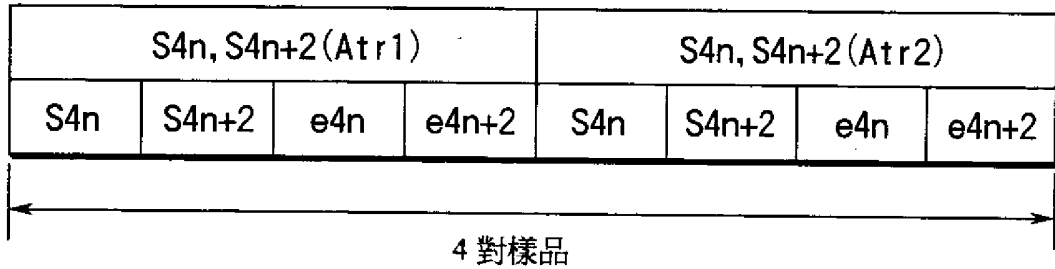 S4n, S4n+2(Atr1) S4n, S4n+2(Atr2)
S4n S4n+2 e4n e4n+2 S4n S4n+2 e4n e4n+2
4 對樣品